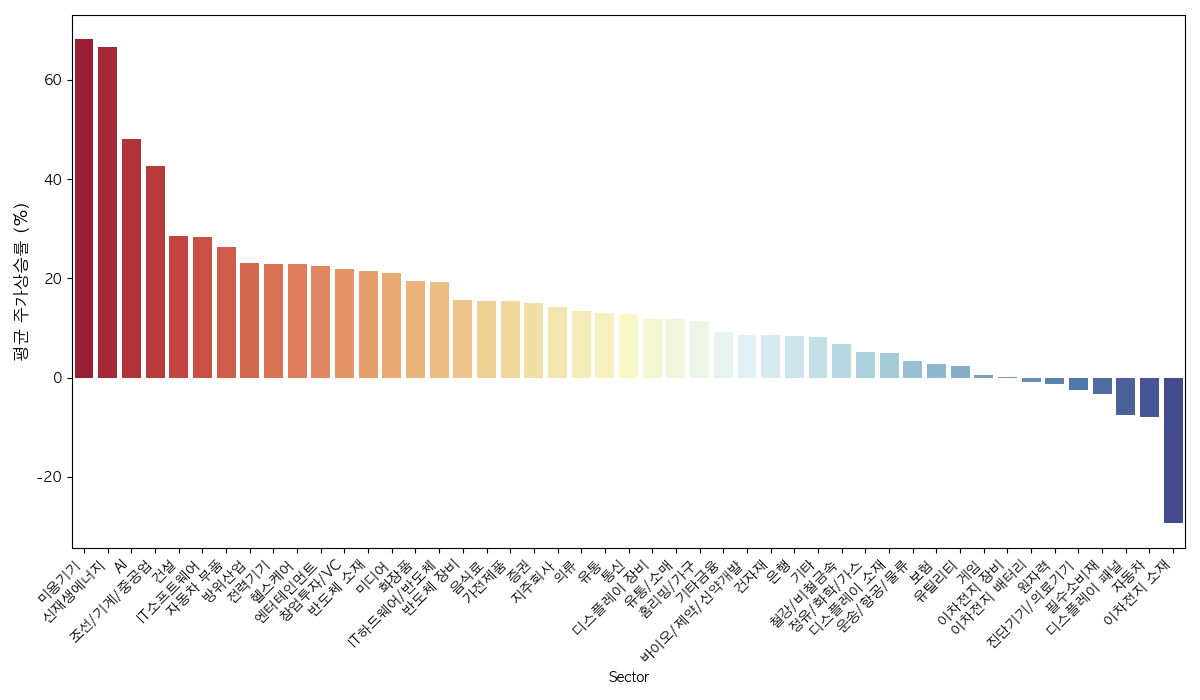 평균 주가상승률 (%)
60
40
20
0
-20
미용기기
신재생에너지
AI
조선/기계/중공업
건설
IT소프트웨어
자동차 부품
방위산업
전력기기
헬스케어
엔터테인먼트
창업투자/VC
반도체 소재
미디어
화장품
IT하드웨어/반도체
반도체 장비
음식료
가전제품
증권
지주회사
의류
유통
통신
디스플레이 장비
유통/소매
홈리빙/가구
기타금융
바이오/제약/신약개발
건자재
은행
기타
철강/비철금속
정유/화학/가스
디스플레이 소재
운송/항공/물류
보험
유틸리티
게임
이차전지 장비
이차전지 배터리
원자력
진단기기/의료기기
필수소비재
디스플레이 패널
자동차
이차전지 소재
Sector